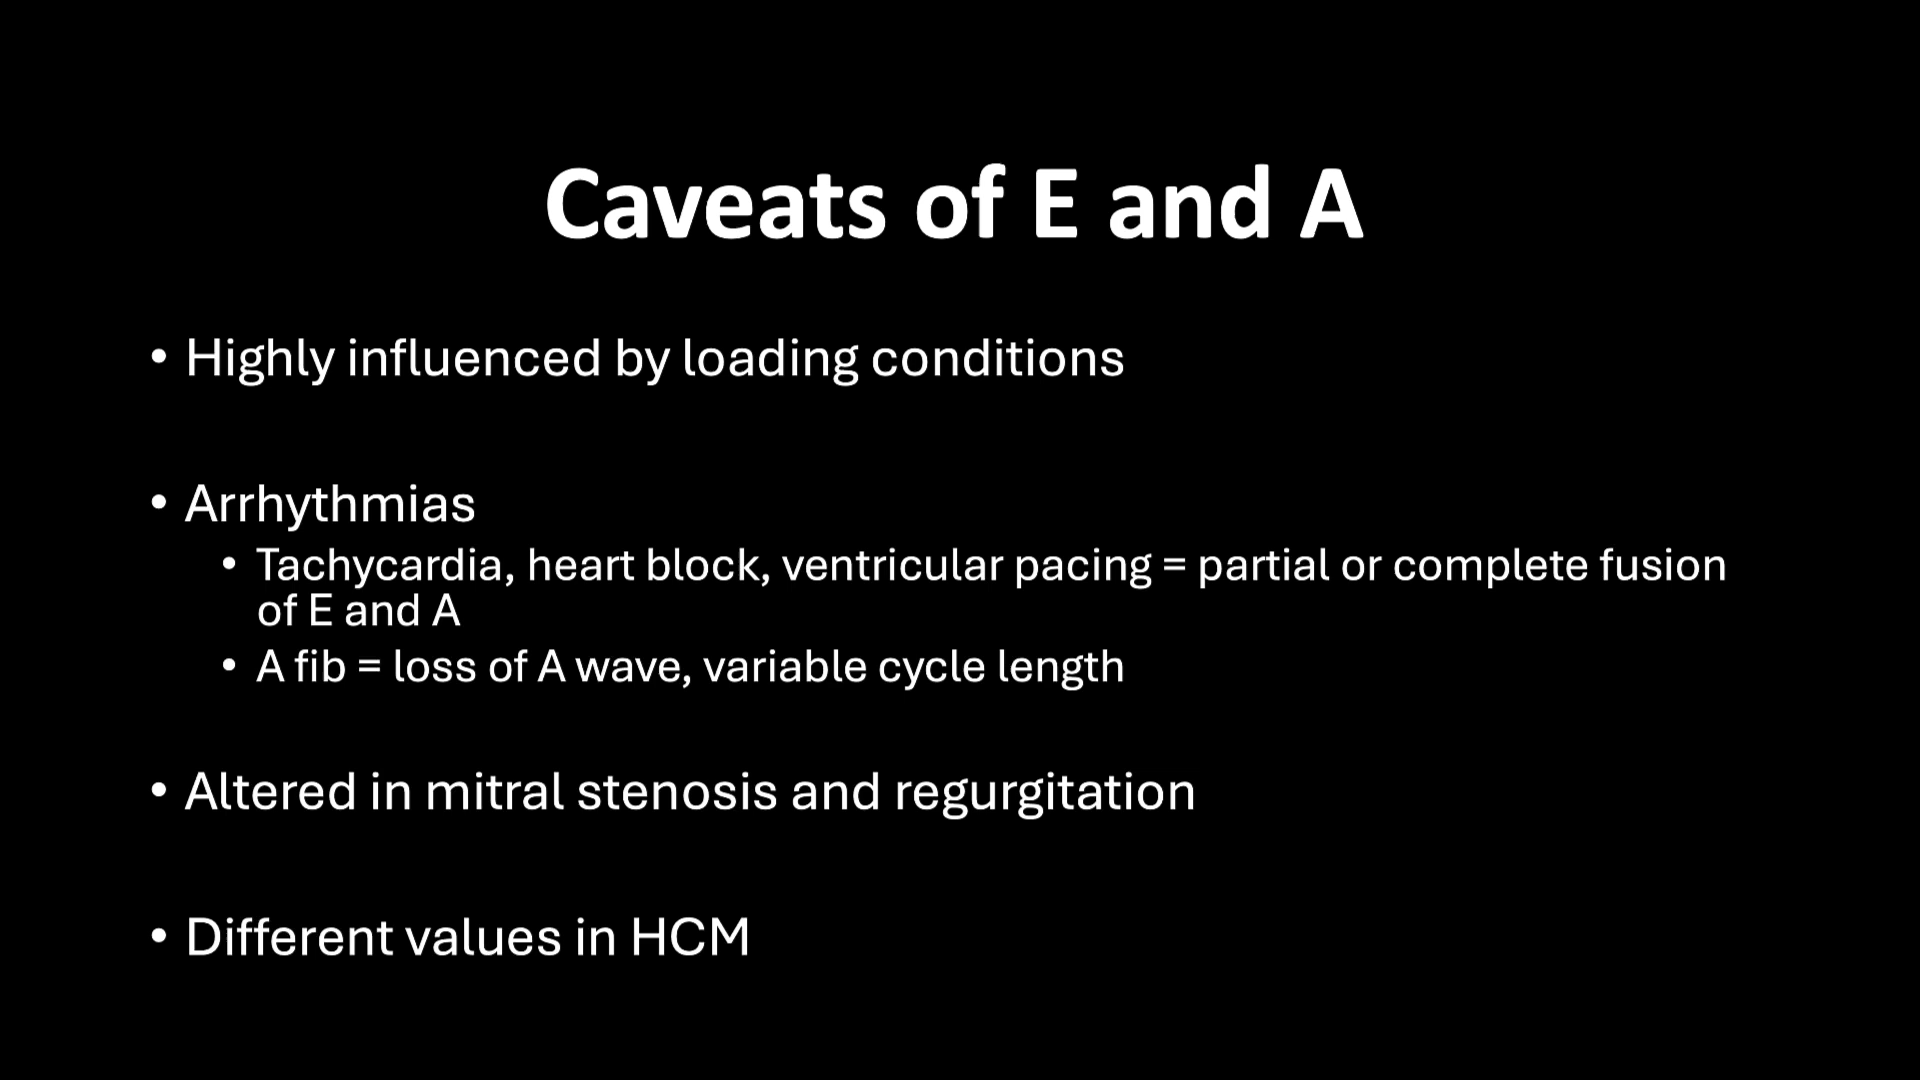 Caveats of E and A
• Highly influenced by loading conditions
• Arrhythmias
• Tachycardia, heart block, ventricular pacing = partial or complete fusion
of E and A
• A fib = loss of A wave, variable cycle length
• Altered in mitral stenosis and regurgitation
• Different values in HCM